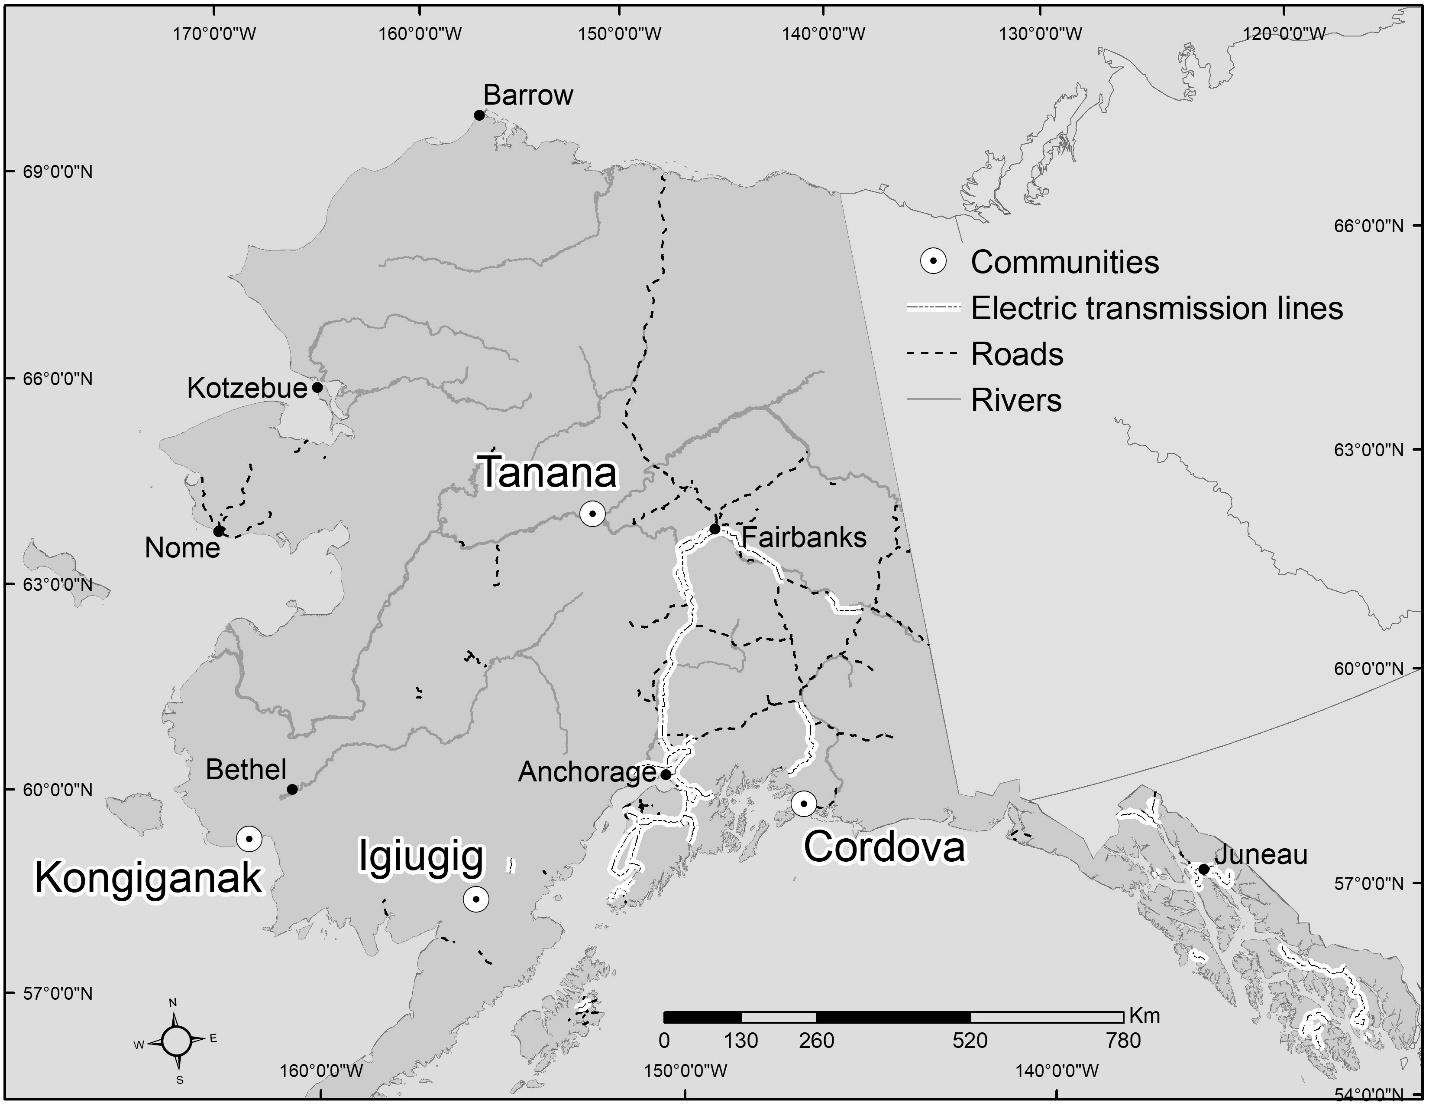 170°0'0"W 160°0'0"W 150°0'0"W 140°0'0"W 130°0'0"W 120°0'0"W
Barrow
69°0'0"N
66°0'0"N
Communities
Electric transmission lines
Roads
Rivers
66°0'0"N
Kotzebue
63°0'0"N
Tanana
Nome
Fairbanks
63°0'0"N
60°0'0"N
Bethel
Anchorage
60°0'0"N
Kongiganak
Igiugig
Cordova
Juneau
57°0'0"N
57°0'0"N
N
W E
S
Km
0 130 260 520 780
160°0'0"W 150°0'0"W 140°0'0"W
54°0'0"N